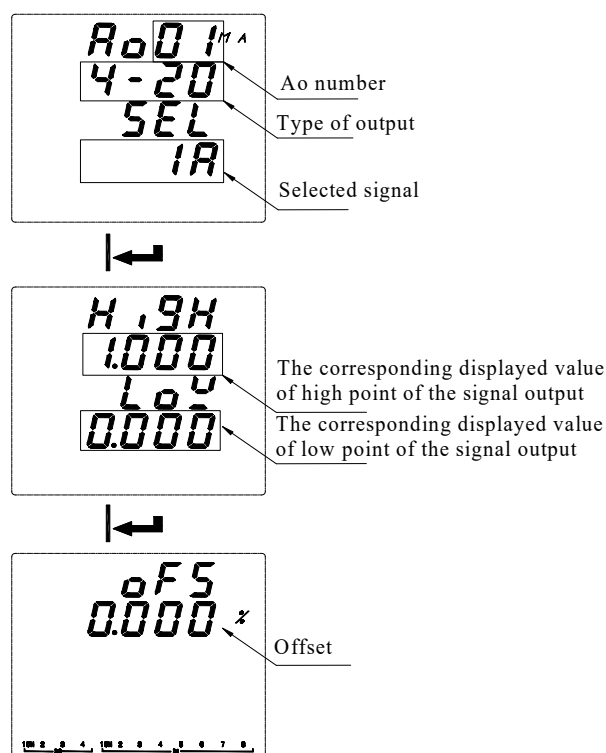 Ao01 MA
4-20
SEL
1A
Ao number
Type of output
Selected signal
HigH
1.000
LoW
0.000
The corresponding displayed value
of high point of the signal output
The corresponding displayed value
of low point of the signal output
oFS
0.000 %
Offset